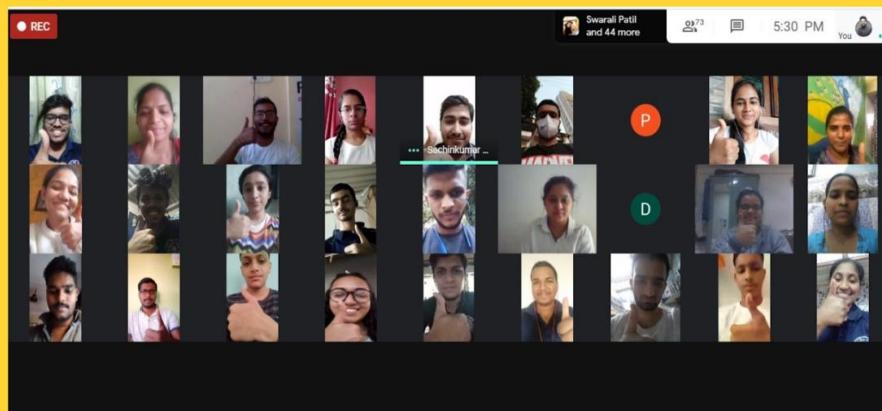 REC
Swarali Patil
and 44 more
73
5:30 PM
You
Sachinkumar ...
P
D